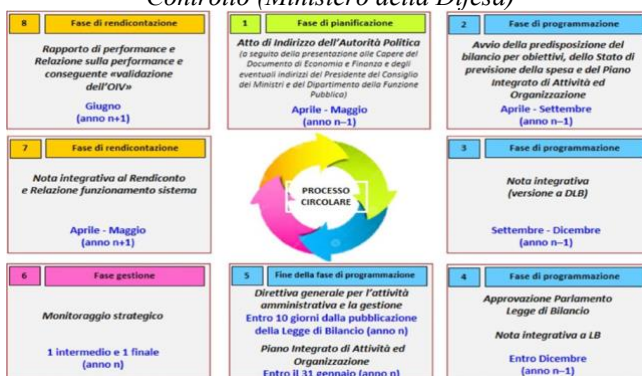 Controllo (Ministero della Difesa)
8 Fase di rendicontazione
Rapporto di performance e
Relazione sulla performance e
conseguente «validazione
dell'OIV»
Giugno
(anno n+1)
1 Fase di pianificazione
Atto di Indirizzo dell'Autorità Politica
(a seguito della presentazione alle Capere del
Documento di Economia e Finanza e degli
eventuali indirizzi del Presidente del Consiglio
dei Ministri e del Dipartimento della Funzione
Pubblica)
Aprile - Maggio
(anno n–1)
2 Fase di programmazione
Avvio della predisposizione del
bilancio per obiettivi, dello Stato di
previsione della spesa e del Piano
Integrato di Attività ed
Organizzazione
Aprile - Settembre
(anno n–1)
7 Fase di rendicontazione
Nota integrativa al Rendiconto
e Relazione funzionamento sistema
Aprile - Maggio
(anno n+1)
PROCESSO
CIRCOLARE
3 Fase di programmazione
Nota integrativa
(versione a DLB)
Settembre - Dicembre
(anno n–1)
6 Fase gestione
Monitoraggio strategico
1 intermedio e 1 finale
(anno n)
5 Fine della fase di programmazione
Direttiva generale per l'attività
amministrativa e la gestione
Entro 10 giorni dalla pubblicazione
della Legge di Bilancio (anno n)
Piano Integrato di Attività ed
Organizzazione
Entro il 31 gennaio (anno n)
4 Fase di programmazione
Approvazione Parlamento
Legge di Bilancio
Nota integrativa a LB
Entro Dicembre
(anno n–1)